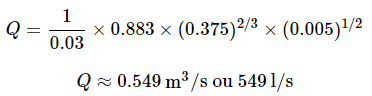 Q = 1/0.03 × 0.883 × (0.375)^{2/3} × (0.005)^{1/2}
Q ≈ 0.549 m³/s ou 549 l/s